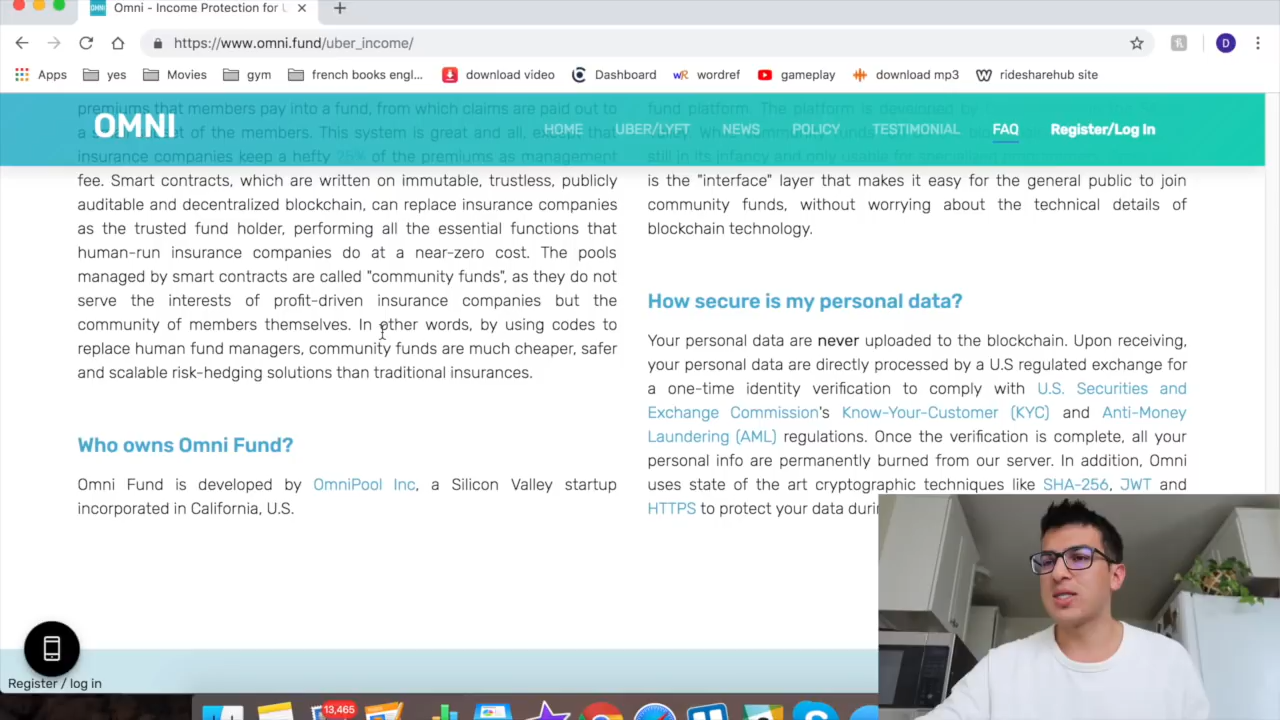 Omni - Income Protection for U
https://www.omni.fund/uber_income/
Apps
yes
Movies
gym
french books engl...
download video
Dashboard
wordref
gameplay
download mp3
ridesharehub site
OMNI
HOME
UBER/LYFT
NEWS
POLICY
TESTIMONIAL
FAQ
Register/Log In
premiums that members pay into a fund, from which claims are paid out to
of the members. This system is great and all, except that
insurance companies keep a hefty 25% of the premiums as management
fee. Smart contracts, which are written on immutable, trustless, publicly
auditable and decentralized blockchain, can replace insurance companies
as the trusted fund holder, performing all the essential functions that
human-run insurance companies do at a near-zero cost. The pools
managed by smart contracts are called "community funds", as they do not
serve the interests of profit-driven insurance companies but the
community of members themselves. In other words, by using codes to
replace human fund managers, community funds are much cheaper, safer
and scalable risk-hedging solutions than traditional insurances.
Who owns Omni Fund?
Omni Fund is developed by OmniPool Inc, a Silicon Valley startup
incorporated in California, U.S.
fund platform. The platform is developed by
still in its infancy and only usable for
is the "interface" layer that makes it easy for the general public to join
community funds, without worrying about the technical details of
blockchain technology.
How secure is my personal data?
Your personal data are never uploaded to the blockchain. Upon receiving,
your personal data are directly processed by a U.S regulated exchange for
a one-time identity verification to comply with U.S. Securities and
Exchange Commission's Know-Your-Customer (KYC) and Anti-Money
Laundering (AML) regulations. Once the verification is complete, all your
personal info are permanently burned from our server. In addition, Omni
uses state of the art cryptographic techniques like SHA-256, JWT and
HTTPS to protect your data duri
Register / log in
13,465